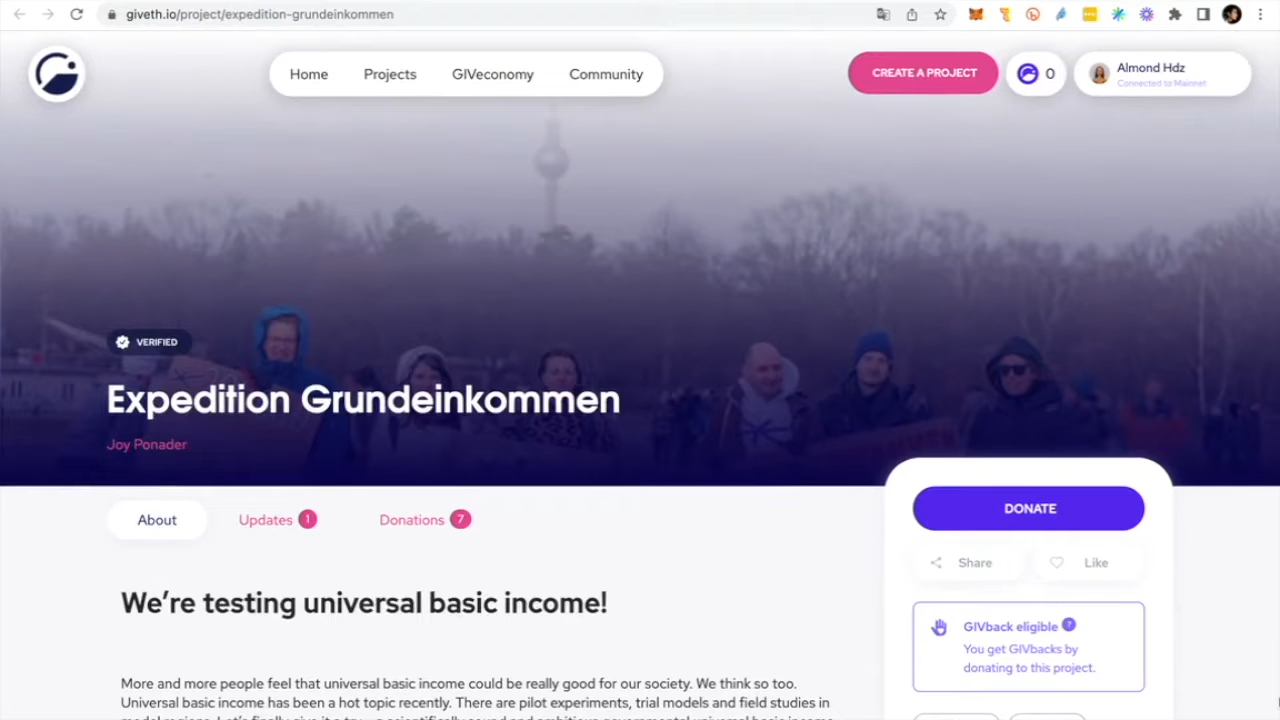 giveth.io/project/expedition-grundeinkommen
Home Projects GIVeconomy Community
CREATE A PROJECT
0
Almond Hdz
Connected to Mainnet
VERIFIED
Expedition Grundeinkommen
Joy Ponader
About Updates 1 Donations 7
DONATE
Share Like
We’re testing universal basic income!
GIVback eligible ?
You get GIVbacks by
donating to this project.
More and more people feel that universal basic income could be really good for our society. We think so too.
Universal basic income has been a hot topic recently. There are pilot experiments, trial models and field studies in